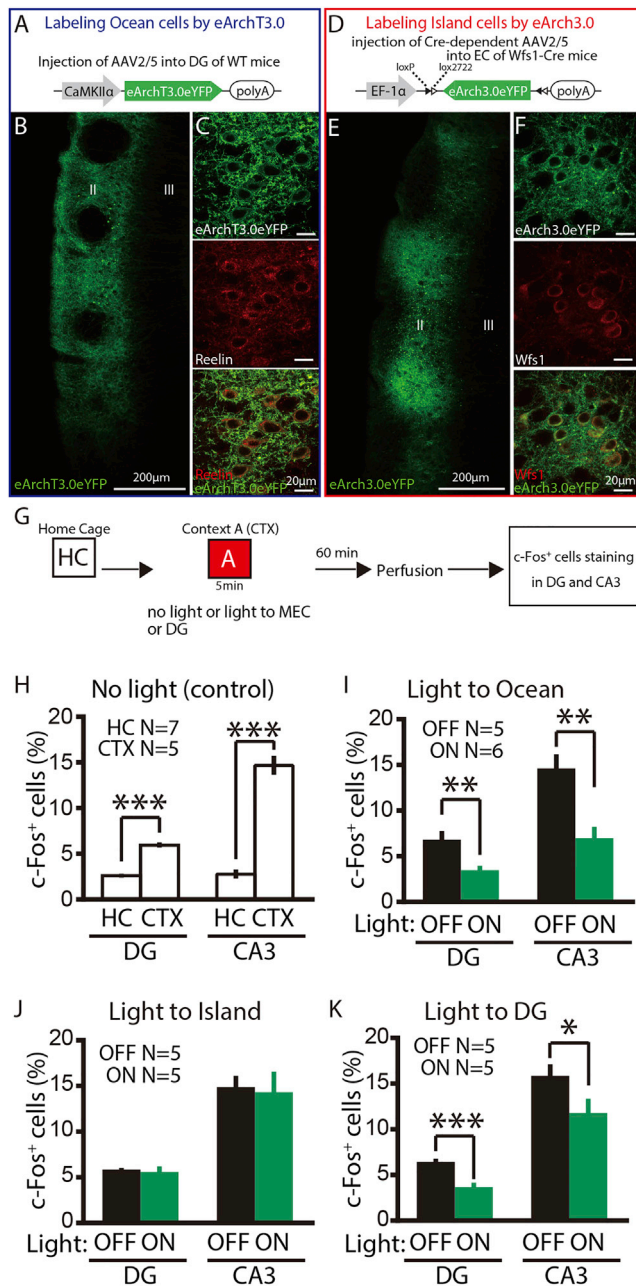 A Labeling Ocean cells by eArchT3.0
Injection of AAV2/5 into DG of WT mice
CaMKIIα eArchT3.0eYFP polyA
B
II
III
eArchT3.0eYFP
200μm
C
eArchT3.0eYFP
Reelin
Reelin
eArchT3.0eYFP
20μm
D Labeling Island cells by eArch3.0
injection of Cre-dependent AAV2/5
into EC of Wfs1-Cre mice
loxP lox2722
EF-1α eArch3.0eYFP polyA
E
II
III
200μm
F
eArch3.0eYFP
Wfs1
Wfs1
eArch3.0eYFP
20μm
G
Home Cage
HC
Context A (CTX)
A
5min
no light or light to MEC
or DG
60 min
Perfusion
c-Fos⁺ cells staining
in DG and CA3
H No light (control)
c-Fos⁺ cells (%)
20
15
10
5
0
HC N=7
CTX N=5
***
***
HC CTX HC CTX
DG CA3
I Light to Ocean
c-Fos⁺ cells (%)
20
15
10
5
0
OFF N=5
ON N=6
**
**
Light: OFF ON OFF ON
DG CA3
J Light to Island
c-Fos⁺ cells (%)
20
15
10
5
0
OFF N=5
ON N=5
Light: OFF ON OFF ON
DG CA3
K Light to DG
c-Fos⁺ cells (%)
20
15
10
5
0
OFF N=5
ON N=5
***
*
Light: OFF ON OFF ON
DG CA3